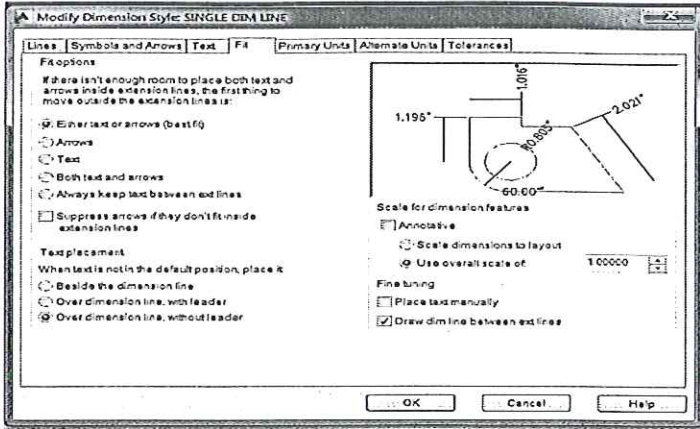 Modify Dimension Style: SINGLE DIM LINE
Lines Symbols and Arrows Text Fit Primary Units Alternate Units Tolerances
Fit options
If there isn't enough room to place both text and
arrows inside extension lines, the first thing to
move outside the extension lines is:
Either text or arrows (best fit)
Arrows
Text
Both text and arrows
Always keep text between ext lines
Suppress arrows if they don't fit inside
extension lines
Text placement
When text is not in the default position, place it
Beside the dimension line
Over dimension line, with leader
Over dimension line, without leader
1.016"
1.196"
2.021"
R0.803"
60.00°
Scale for dimension features
Annotative
Scale dimensions to layout
Use overall scale of: 1.00000
Fine tuning
Place text manually
Draw dim line between ext lines
OK Cancel Help